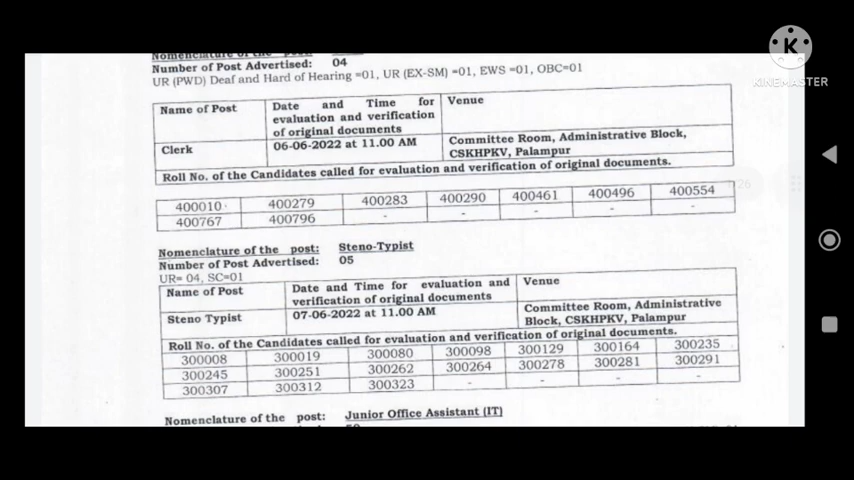 Nomenclature of the post:
Number of Post Advertised: 04
UR (PWD) Deaf and Hard of Hearing =01, UR (EX-SM) =01, EWS =01, OBC=01
Name of Post
Date and Time for evaluation and verification of original documents
Venue
Clerk
06-06-2022 at 11.00 AM
Committee Room, Administrative Block, CSKHPKV, Palampur
Roll No. of the Candidates called for evaluation and verification of original documents.
400010 400279 400283 400290 400461 400496 400554
400767 400796 - - - - -
Nomenclature of the post: Steno-Typist
Number of Post Advertised: 05
UR= 04, SC=01
Name of Post
Date and Time for evaluation and verification of original documents
Venue
Steno Typist
07-06-2022 at 11.00 AM
Committee Room, Administrative Block, CSKHPKV, Palampur
Roll No. of the Candidates called for evaluation and verification of original documents.
300008 300019 300080 300098 300129 300164 300235
300245 300251 300262 300264 300278 300281 300291
300307 300312 300323 - - - -
Nomenclature of the post: Junior Office Assistant (IT)
K
KINEMASTER